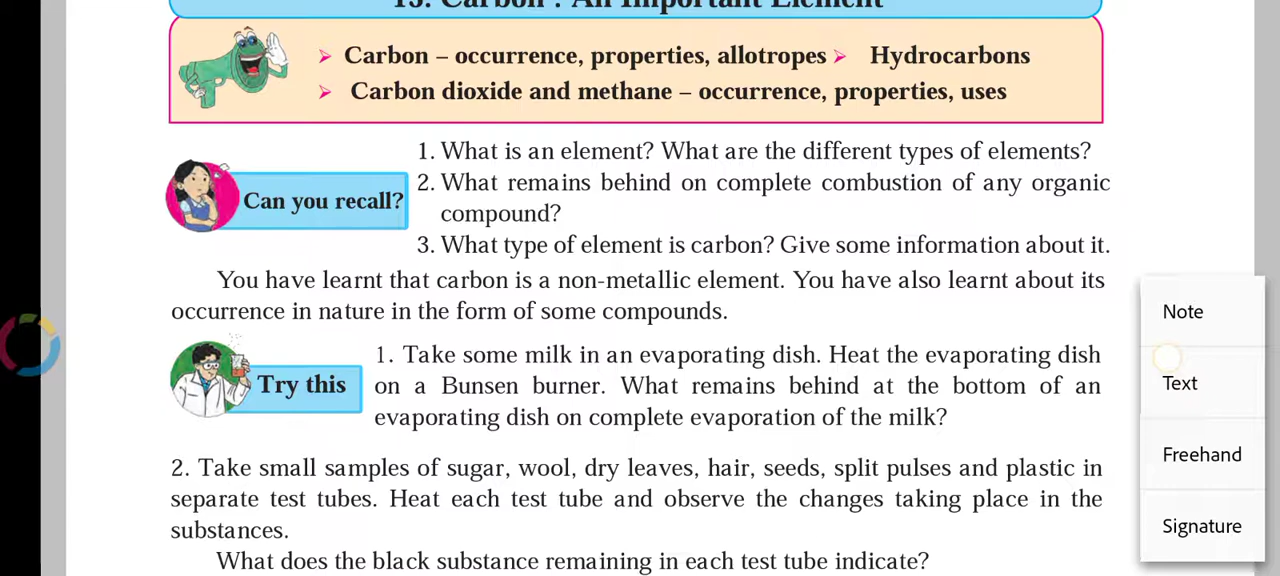 13. Carbon : An Important Element
➢ Carbon – occurrence, properties, allotropes ➢ Hydrocarbons
➢ Carbon dioxide and methane – occurrence, properties, uses
Can you recall?
1. What is an element? What are the different types of elements?
2. What remains behind on complete combustion of any organic
compound?
3. What type of element is carbon? Give some information about it.
You have learnt that carbon is a non-metallic element. You have also learnt about its
occurrence in nature in the form of some compounds.
Try this
1. Take some milk in an evaporating dish. Heat the evaporating dish
on a Bunsen burner. What remains behind at the bottom of an
evaporating dish on complete evaporation of the milk?
2. Take small samples of sugar, wool, dry leaves, hair, seeds, split pulses and plastic in
separate test tubes. Heat each test tube and observe the changes taking place in the
substances.
What does the black substance remaining in each test tube indicate?
Note
Text
Freehand
Signature